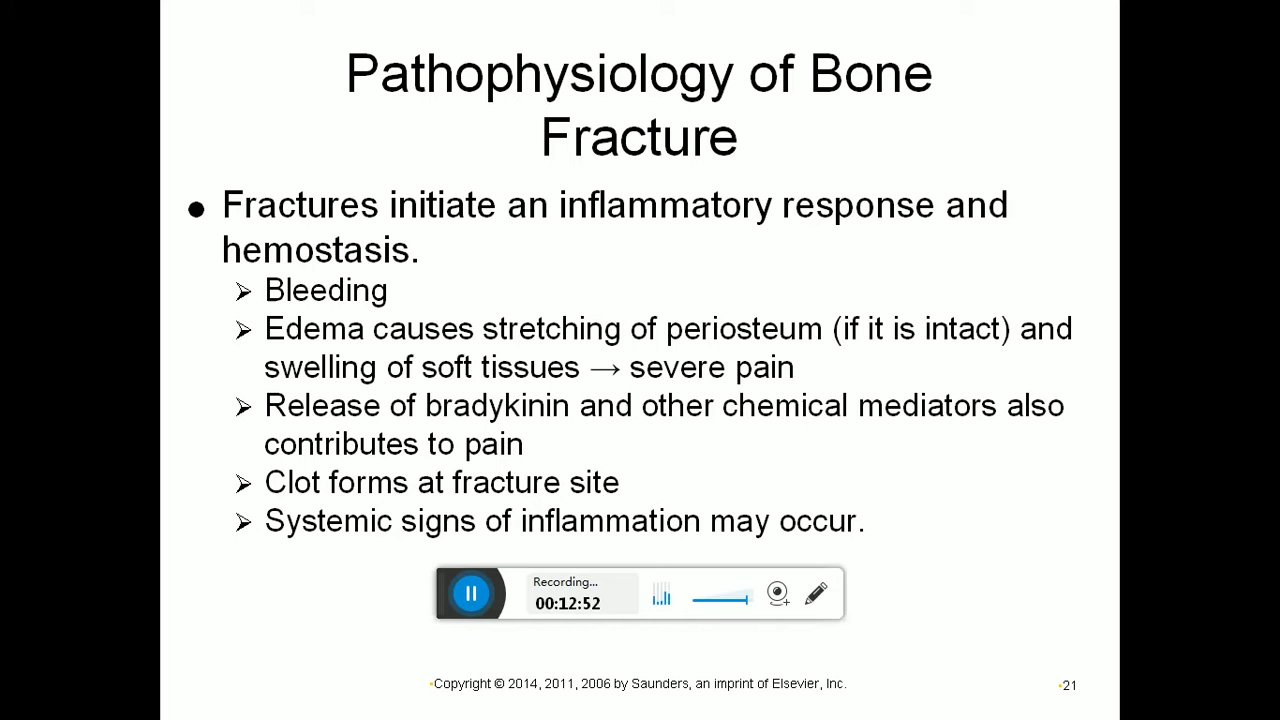 Pathophysiology of Bone
Fracture
● Fractures initiate an inflammatory response and
hemostasis.
➢ Bleeding
➢ Edema causes stretching of periosteum (if it is intact) and
swelling of soft tissues → severe pain
➢ Release of bradykinin and other chemical mediators also
contributes to pain
➢ Clot forms at fracture site
➢ Systemic signs of inflammation may occur.
Recording...
00:12:52
•Copyright © 2014, 2011, 2006 by Saunders, an imprint of Elsevier, Inc.
•21